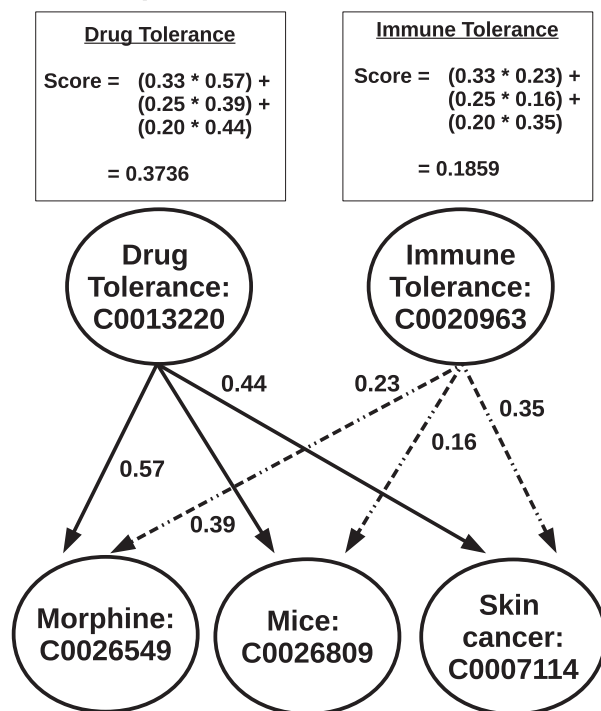 Drug Tolerance
Score = (0.33 * 0.57) +
(0.25 * 0.39) +
(0.20 * 0.44)
= 0.3736
Immune Tolerance
Score = (0.33 * 0.23) +
(0.25 * 0.16) +
(0.20 * 0.35)
= 0.1859
Drug
Tolerance:
C0013220
Immune
Tolerance:
C0020963
0.44
0.23
0.35
0.16
0.57
0.39
Morphine:
C0026549
Mice:
C0026809
Skin
cancer:
C0007114